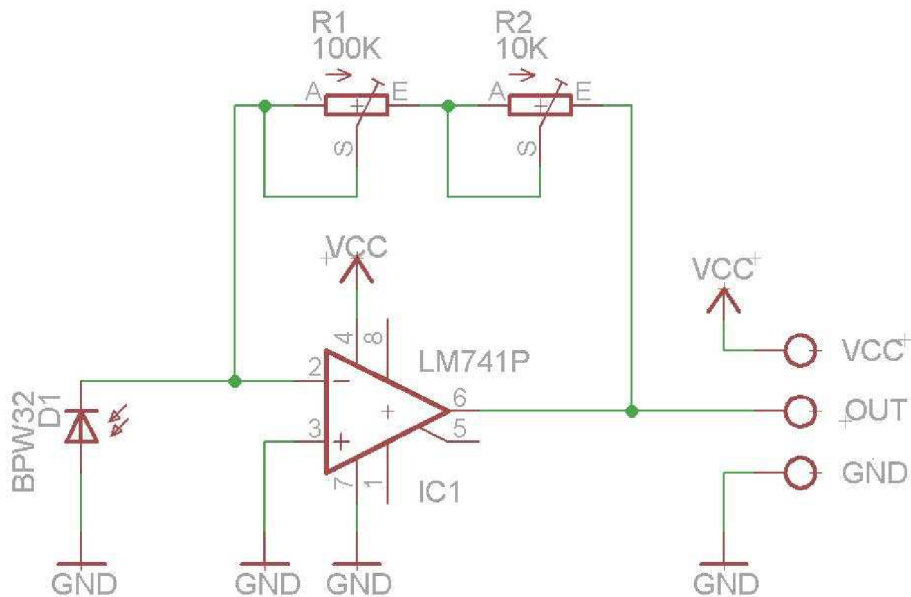 R1
100K
R2
10K
A
E
A
E
S
S
VCC
VCC
4
8
LM741P
VCC
2
−
6
OUT
3
+
5
BPW32
D1
7
1
IC1
GND
GND
GND
GND
GND